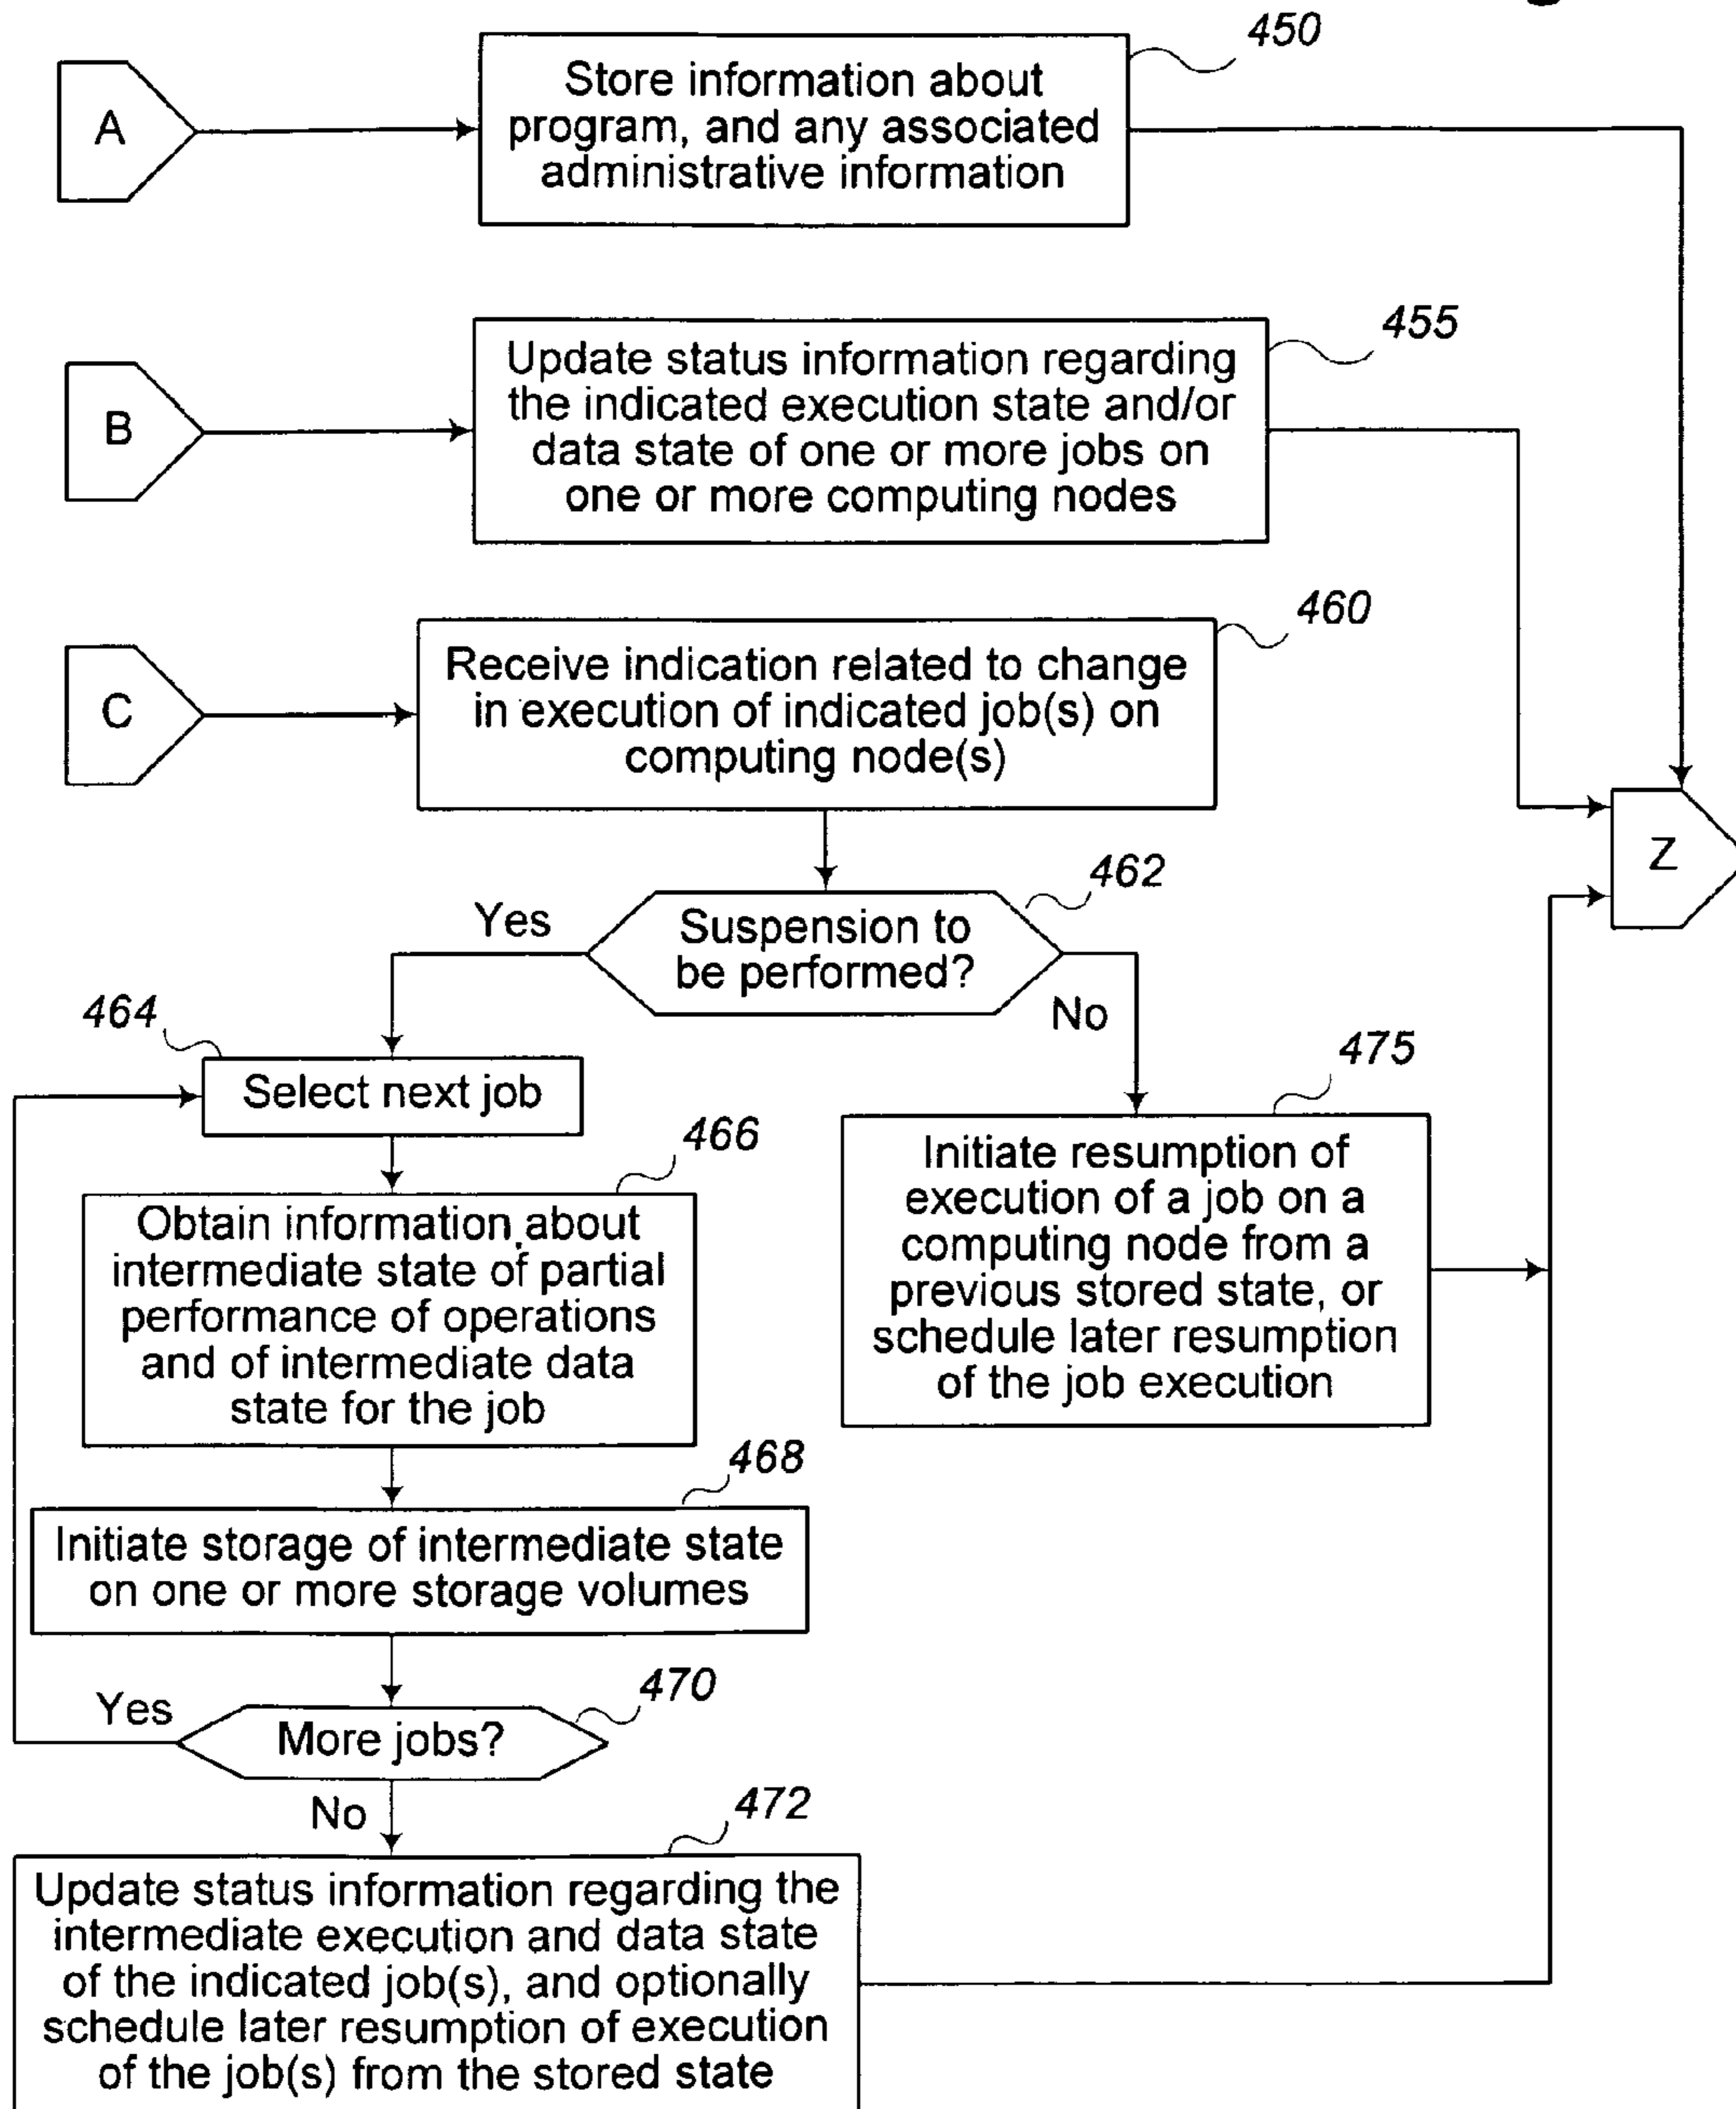 450
A
Store information about
program, and any associated
administrative information
455
B
Update status information regarding
the indicated execution state and/or
data state of one or more jobs on
one or more computing nodes
460
C
Receive indication related to change
in execution of indicated job(s) on
computing node(s)
Z
462
Yes
Suspension to
be performed?
No
464
Select next job
475
466
Initiate resumption of
execution of a job on a
computing node from a
previous stored state, or
schedule later resumption
of the job execution
Obtain information about
intermediate state of partial
performance of operations
and of intermediate data
state for the job
468
Initiate storage of intermediate state
on one or more storage volumes
470
Yes
More jobs?
No
472
Update status information regarding the
intermediate execution and data state
of the indicated job(s), and optionally
schedule later resumption of execution
of the job(s) from the stored state